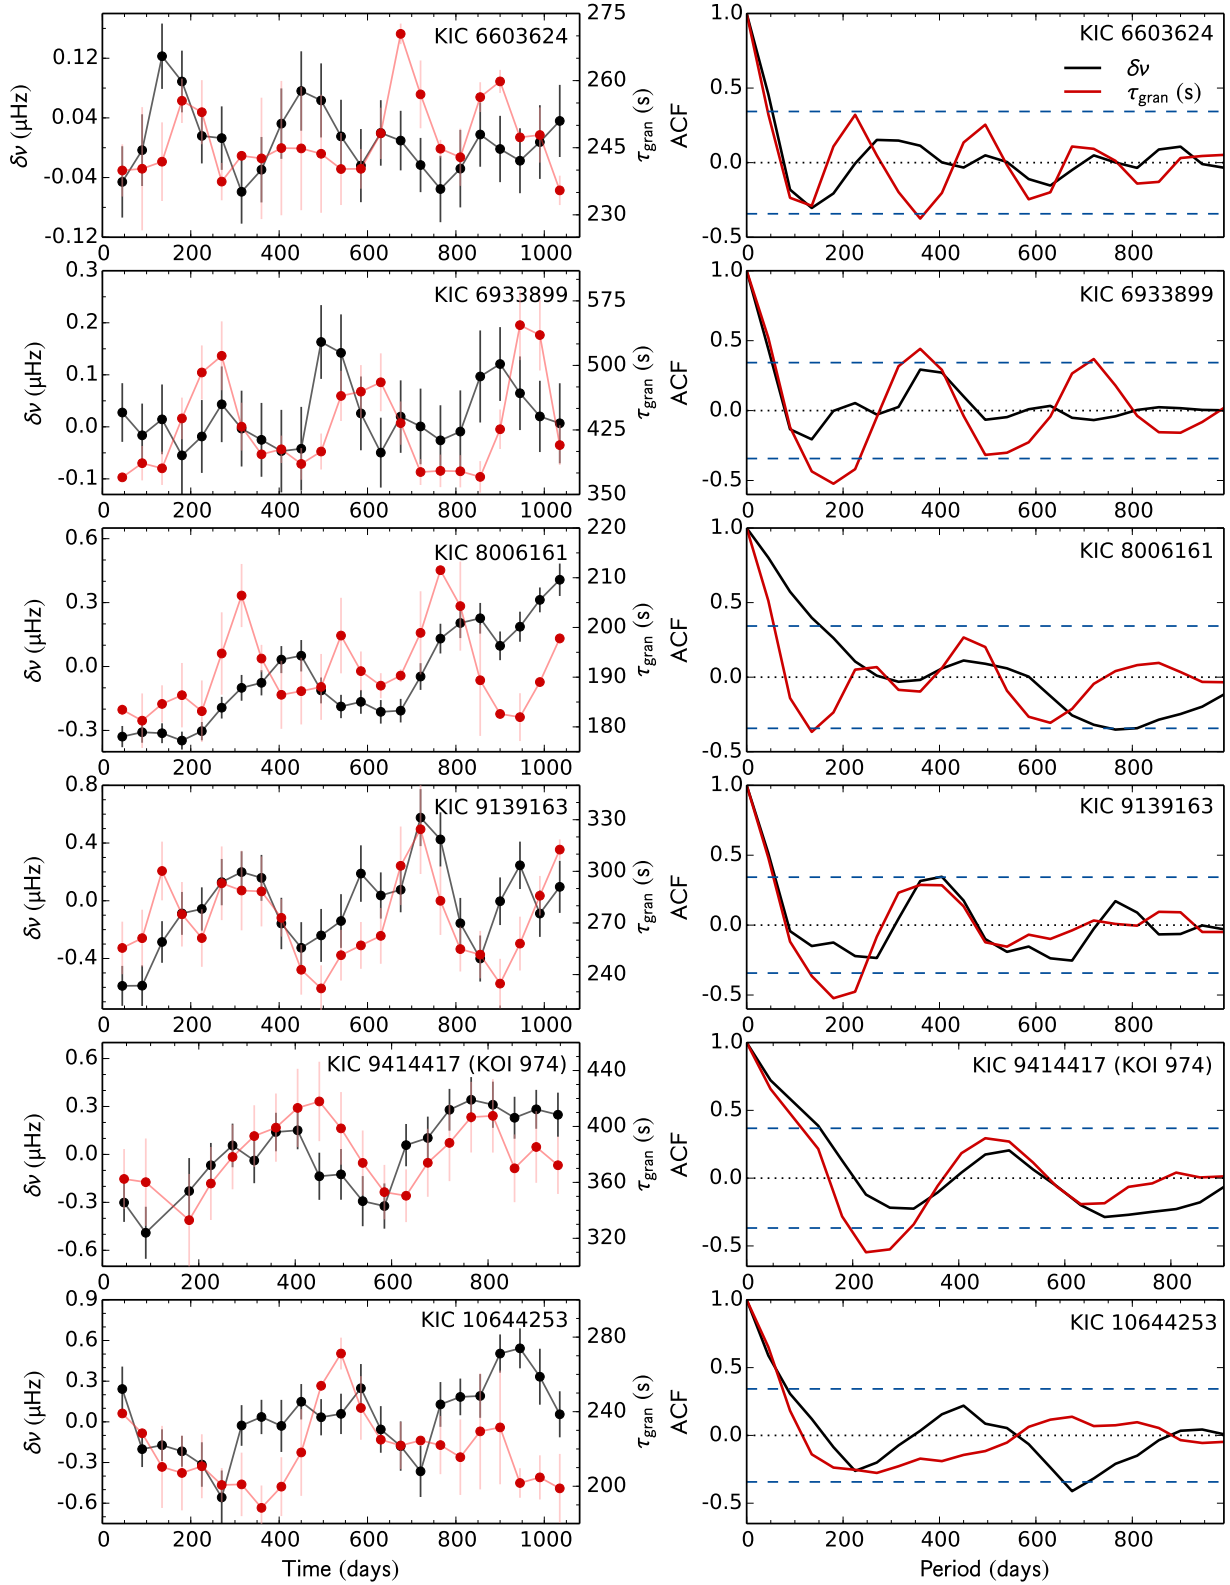 KIC 6603624
0.12
0.04
-0.04
-0.12
275
260
245
230
0 200 400 600 800 1000
δν (μHz)
τgran (s)
KIC 6603624
δν
τgran (s)
1.0
0.5
0.0
-0.5
ACF
0 200 400 600 800
KIC 6933899
0.3
0.2
0.1
0.0
-0.1
575
500
425
350
0 200 400 600 800 1000
δν (μHz)
τgran (s)
KIC 6933899
1.0
0.5
0.0
-0.5
ACF
0 200 400 600 800
KIC 8006161
0.6
0.3
0.0
-0.3
220
210
200
190
180
0 200 400 600 800 1000
δν (μHz)
τgran (s)
KIC 8006161
1.0
0.5
0.0
-0.5
ACF
0 200 400 600 800
KIC 9139163
0.8
0.4
0.0
-0.4
330
300
270
240
0 200 400 600 800 1000
δν (μHz)
τgran (s)
KIC 9139163
1.0
0.5
0.0
-0.5
ACF
0 200 400 600 800
KIC 9414417 (KOI 974)
0.6
0.3
0.0
-0.3
-0.6
440
400
360
320
0 200 400 600 800
δν (μHz)
τgran (s)
KIC 9414417 (KOI 974)
1.0
0.5
0.0
-0.5
ACF
0 200 400 600 800
KIC 10644253
0.9
0.6
0.3
0.0
-0.3
-0.6
280
240
200
0 200 400 600 800 1000
δν (μHz)
τgran (s)
Time (days)
KIC 10644253
1.0
0.5
0.0
-0.5
ACF
0 200 400 600 800
Period (days)